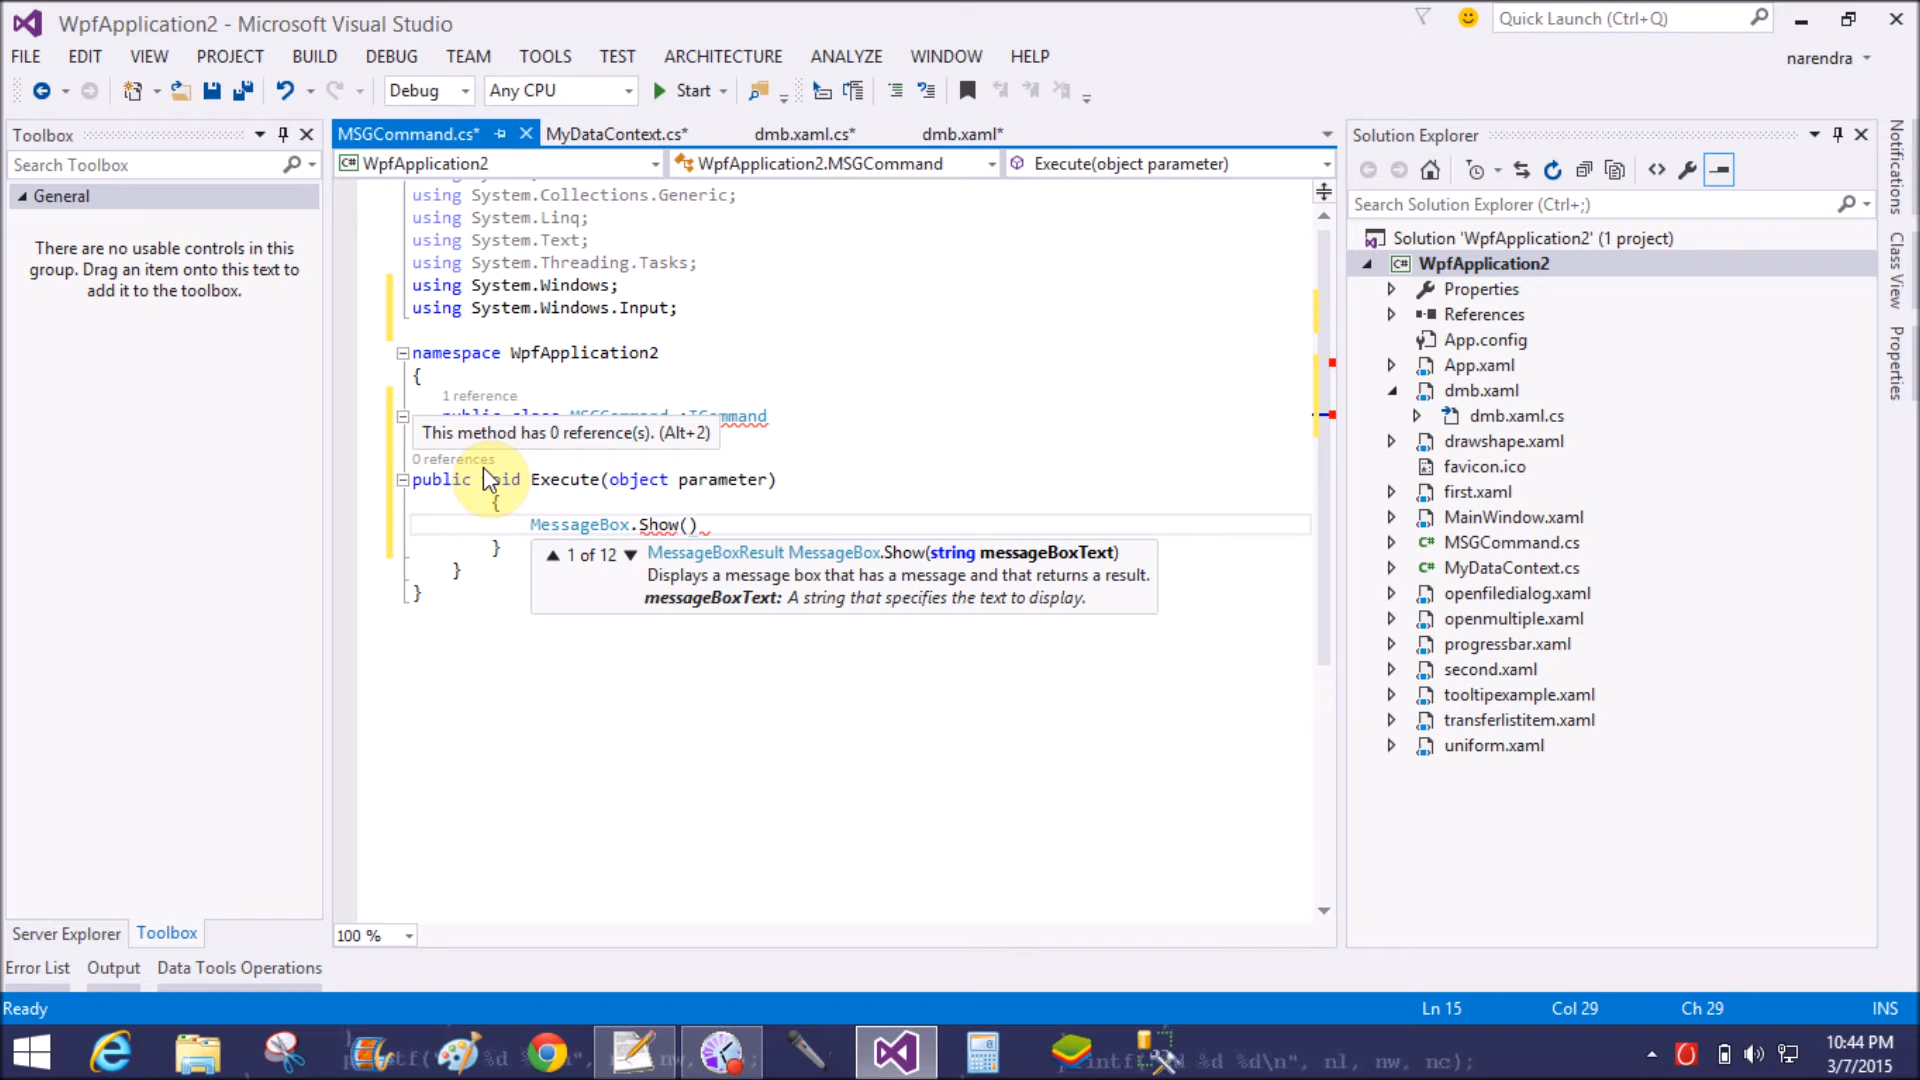 WpfApplication2 - Microsoft Visual Studio
Quick Launch (Ctrl+Q)
FILE EDIT VIEW PROJECT BUILD DEBUG TEAM TOOLS TEST ARCHITECTURE ANALYZE WINDOW HELP
narendra
Debug Any CPU Start
Toolbox
Search Toolbox
General
There are no usable controls in this
group. Drag an item onto this text to
add it to the toolbox.
Server Explorer Toolbox
MSGCommand.cs* MyDataContext.cs* dmb.xaml.cs* dmb.xaml*
WpfApplication2 WpfApplication2.MSGCommand Execute(object parameter)
using System.Collections.Generic;
using System.Linq;
using System.Text;
using System.Threading.Tasks;
using System.Windows;
using System.Windows.Input;
namespace WpfApplication2
{
1 reference
public class MSGCommand :ICommand
This method has 0 reference(s). (Alt+2)
0 references
public void Execute(object parameter)
{
MessageBox.Show()
}
1 of 12 MessageBoxResult MessageBox.Show(string messageBoxText)
Displays a message box that has a message and that returns a result.
messageBoxText: A string that specifies the text to display.
}
}
100 %
Solution Explorer
Search Solution Explorer (Ctrl+;)
Solution 'WpfApplication2' (1 project)
C# WpfApplication2
Properties
References
App.config
App.xaml
dmb.xaml
dmb.xaml.cs
drawshape.xaml
favicon.ico
first.xaml
MainWindow.xaml
C# MSGCommand.cs
C# MyDataContext.cs
openfiledialog.xaml
openmultiple.xaml
progressbar.xaml
second.xaml
tooltipexample.xaml
transferlistitem.xaml
uniform.xaml
Notifications
Class View
Properties
Error List Output Data Tools Operations
Ready Ln 15 Col 29 Ch 29 INS
10:44 PM
3/7/2015